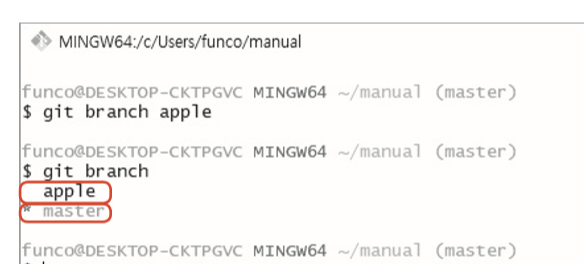 MINGW64:/c/Users/funco/manual
funco@DESKTOP-CKTPGVC MINGW64 ~/manual (master)
$ git branch apple
funco@DESKTOP-CKTPGVC MINGW64 ~/manual (master)
$ git branch
apple
* master
funco@DESKTOP-CKTPGVC MINGW64 ~/manual (master)